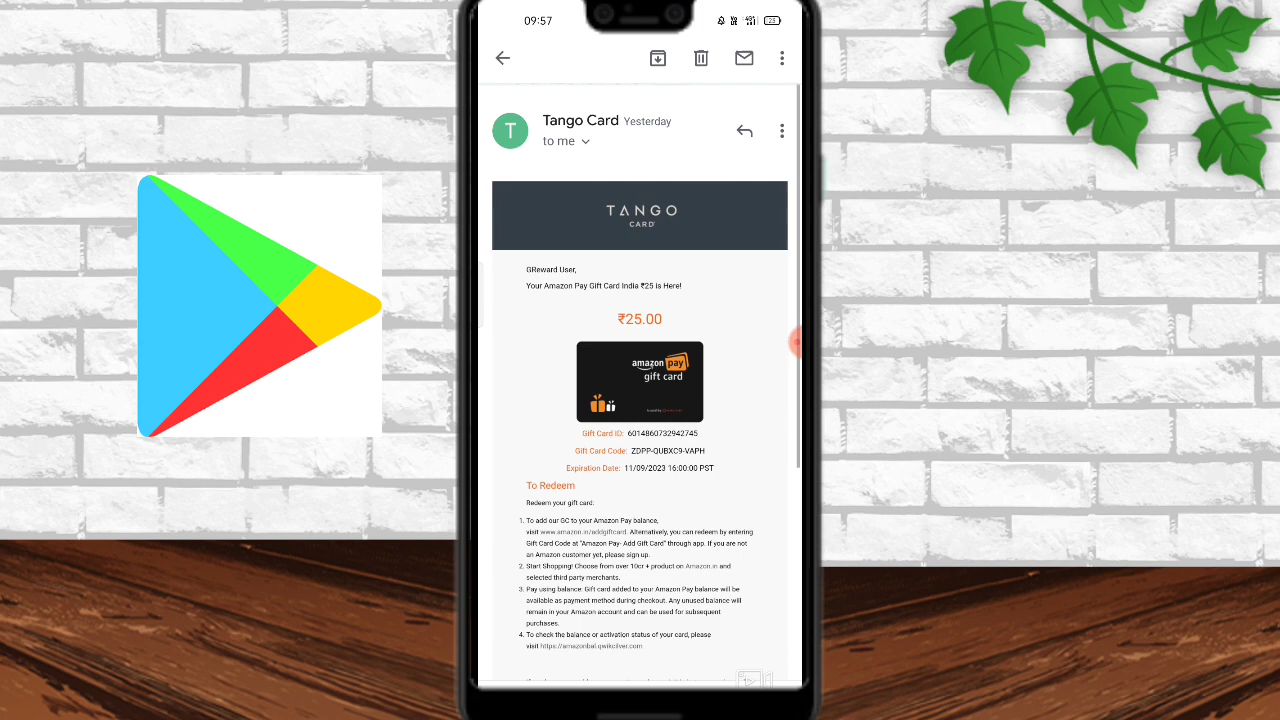 09:57
Tango Card Yesterday
T
to me
TANGO
CARD
GReward User,
Your Amazon Pay Gift Card India ₹25 is Here!
₹25.00
amazon pay
gift card
Gift Card ID: 6014860732942745
Gift Card Code: ZDPP-QUBXC9-VAPH
Expiration Date: 11/09/2023 16:00:00 PST
To Redeem
Redeem your gift card:
1. To add our GC to your Amazon Pay balance,
visit www.amazon.in/addgiftcard. Alternatively, you can redeem by entering
Gift Card Code at "Amazon Pay- Add Gift Card" through app. If you are not
an Amazon customer yet, please sign up.
2. Start Shopping! Choose from over 10cr + product on Amazon.in and
selected third party merchants.
3. Pay using balance: Gift card added to your Amazon Pay balance will be
available as payment method during checkout. Any unused balance will
remain in your Amazon account and can be used for subsequent
purchases.
4. To check the balance or activation status of your card, please
visit https://amazonbal.qwikcilver.com